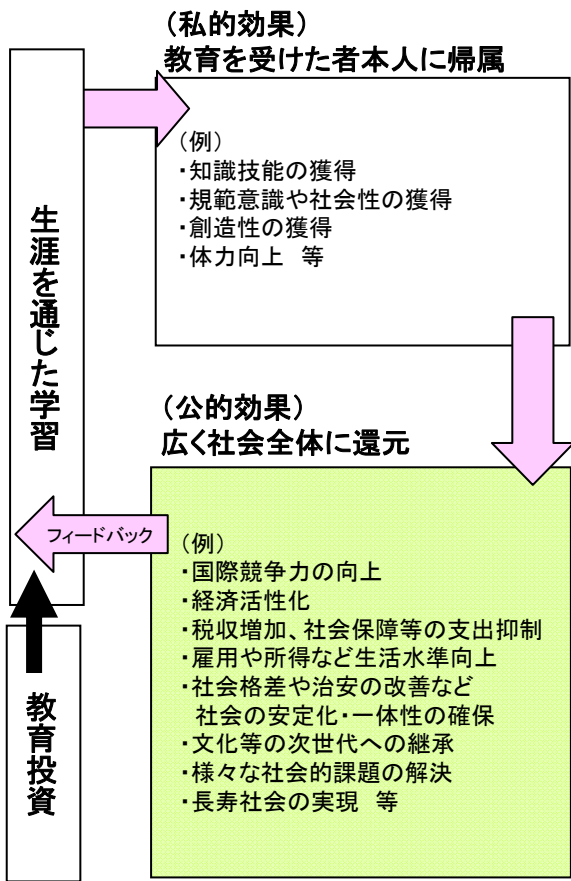 （私的効果）
教育を受けた者本人に帰属
（例）
・知識技能の獲得
・規範意識や社会性の獲得
・創造性の獲得
・体力向上　等
生涯を通じた学習
（公的効果）
広く社会全体に還元
フィードバック
（例）
・国際競争力の向上
・経済活性化
・税収増加、社会保障等の支出抑制
・雇用や所得など生活水準向上
・社会格差や治安の改善など
社会の安定化・一体性の確保
・文化等の次世代への継承
・様々な社会的課題の解決
・長寿社会の実現　等
教育投資